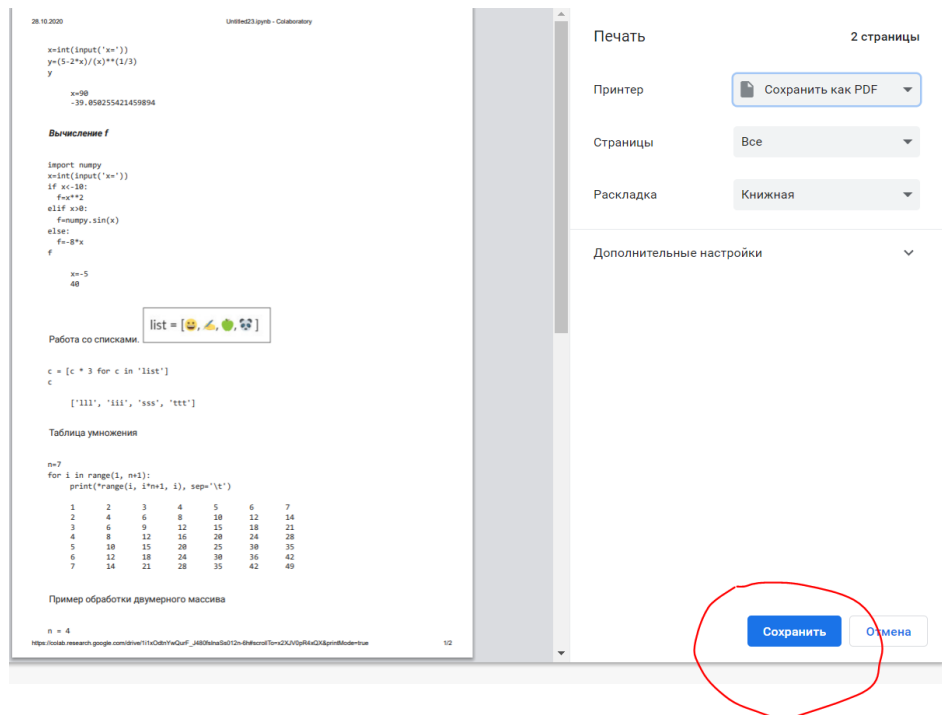 28.10.2020 Untitled23.ipynb - Colaboratory
x=int(input('x='))
y=(5-2*x)/(x)**(1/3)
y
x=90
-39.050255421459894
Вычисление f
import numpy
x=int(input('x='))
if x<-10:
f=x**2
elif x>0:
f=numpy.sin(x)
else:
f=-8*x
f
x=-5
40
list = [😀, ✍, 🍏, 🐼]
Работа со списками.
c = [c * 3 for c in 'list']
c
['lll', 'iii', 'sss', 'ttt']
Таблица умножения
n=7
for i in range(1, n+1):
print(*range(i, i*n+1, i), sep='\t')
1 2 3 4 5 6 7
2 4 6 8 10 12 14
3 6 9 12 15 18 21
4 8 12 16 20 24 28
5 10 15 20 25 30 35
6 12 18 24 30 36 42
7 14 21 28 35 42 49
Пример обработки двумерного массива
n = 4
1/2
Печать 2 страницы
Принтер Сохранить как PDF
Страницы Все
Раскладка Книжная
Дополнительные настройки
Сохранить Отмена